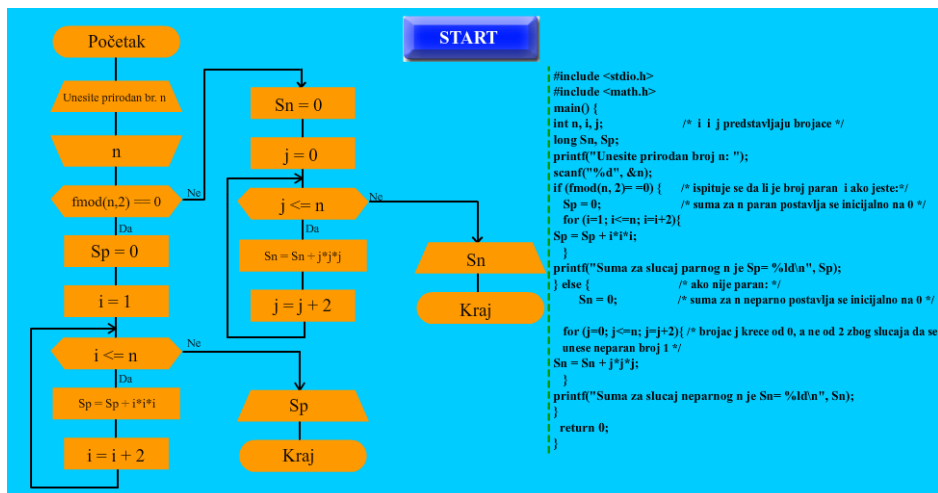 START
Početak
Unesite prirodan br. n
n
fmod(n,2) == 0
Ne
Da
Sp = 0
i = 1
i <= n
Ne
Da
Sp = Sp + i*i*i
i = i + 2
Sn = 0
j = 0
j <= n
Ne
Da
Sn = Sn + j*j*j
j = j + 2
Sn
Kraj
Sp
Kraj
#include <stdio.h>
#include <math.h>
main() {
int n, i, j; /* i i j predstavljaju brojace */
long Sn, Sp;
printf("Unesite prirodan broj n: ");
scanf("%d", &n);
if (fmod(n, 2)= =0) { /* ispituje se da li je broj paran i ako jeste:*/
Sp = 0; /* suma za n paran postavlja se inicijalno na 0 */
for (i=1; i<=n; i=i+2){
Sp = Sp + i*i*i;
}
printf("Suma za slucaj parnog n je Sp= %ld\n", Sp);
} else { /* ako nije paran: */
Sn = 0; /* suma za n neparno postavlja se inicijalno na 0 */
for (j=0; j<=n; j=j+2){ /* brojac j krece od 0, a ne od 2 zbog slucaja da se
unese neparan broj 1 */
Sn = Sn + j*j*j;
}
printf("Suma za slucaj neparnog n je Sn= %ld\n", Sn);
}
return 0;
}